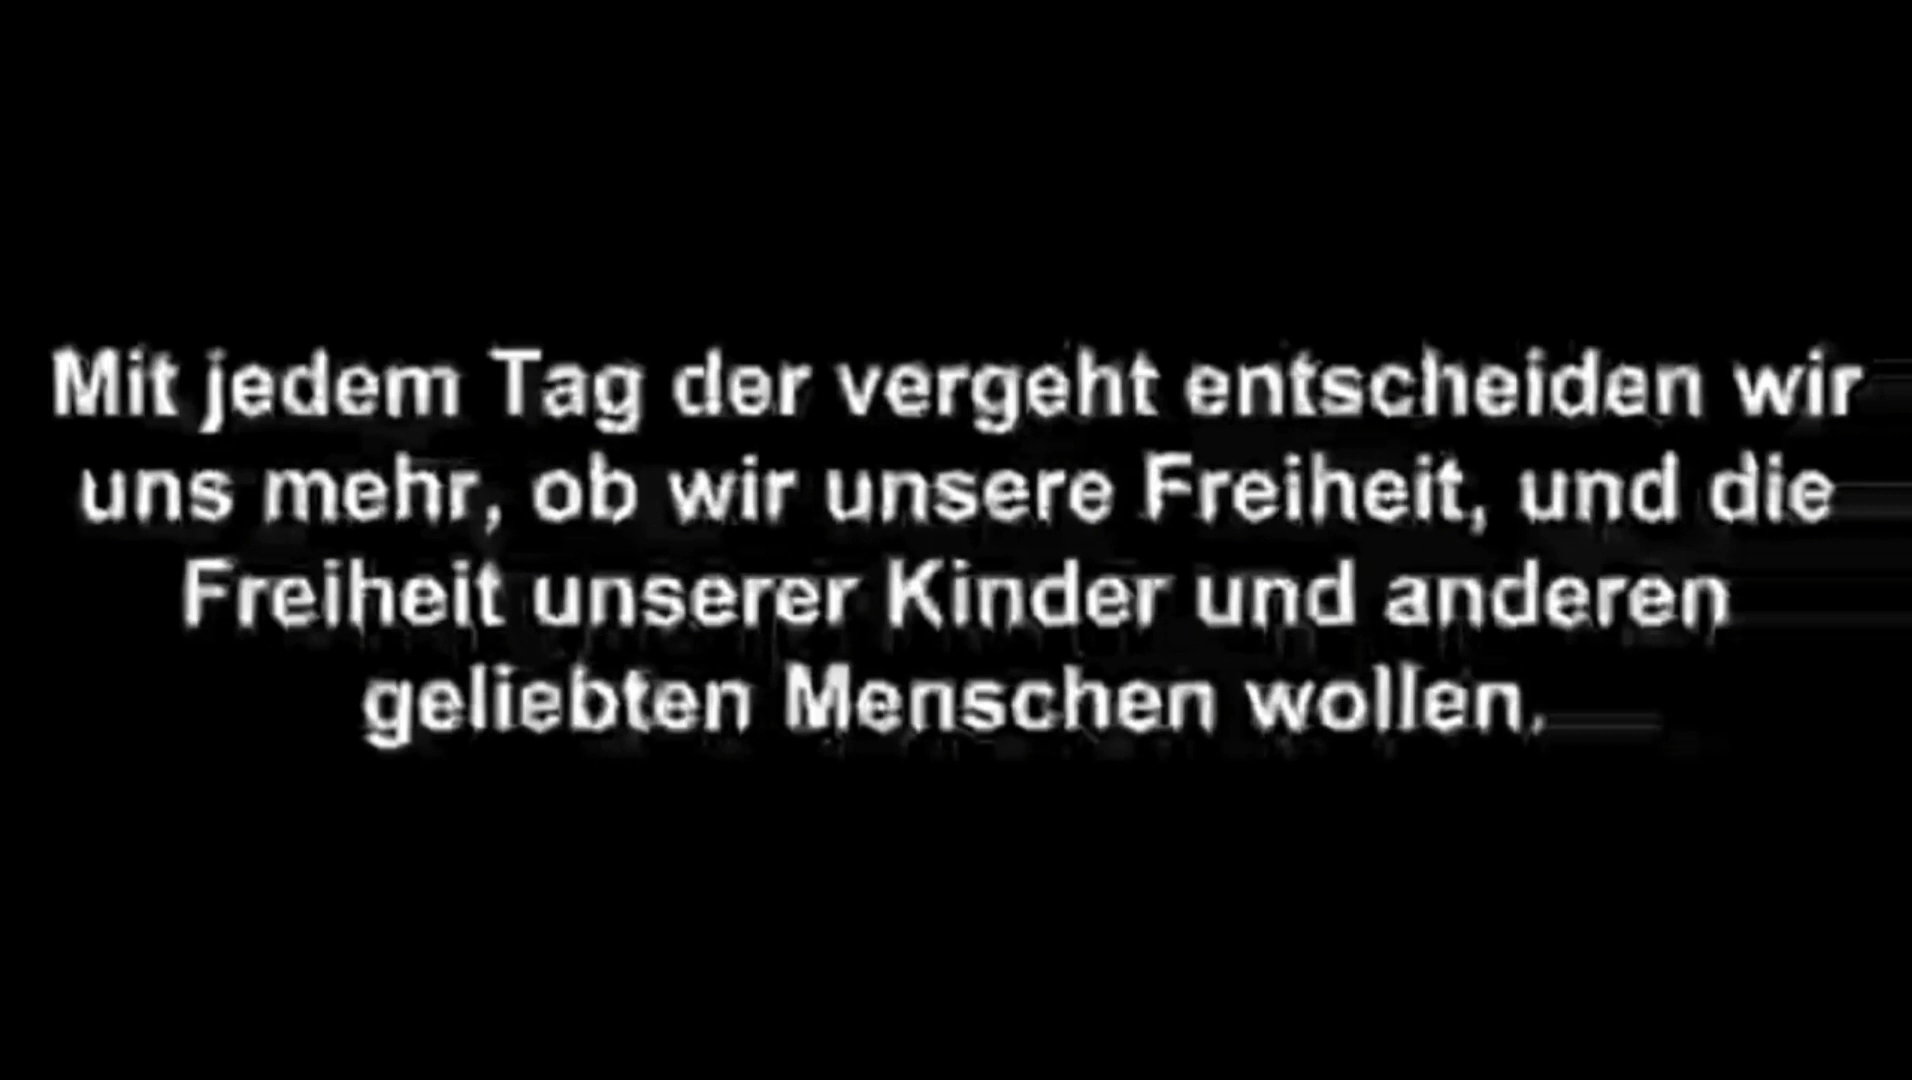 Mit jedem Tag der vergeht entscheiden wir
uns mehr, ob wir unsere Freiheit, und die
Freiheit unserer Kinder und anderen
geliebten Menschen wollen.